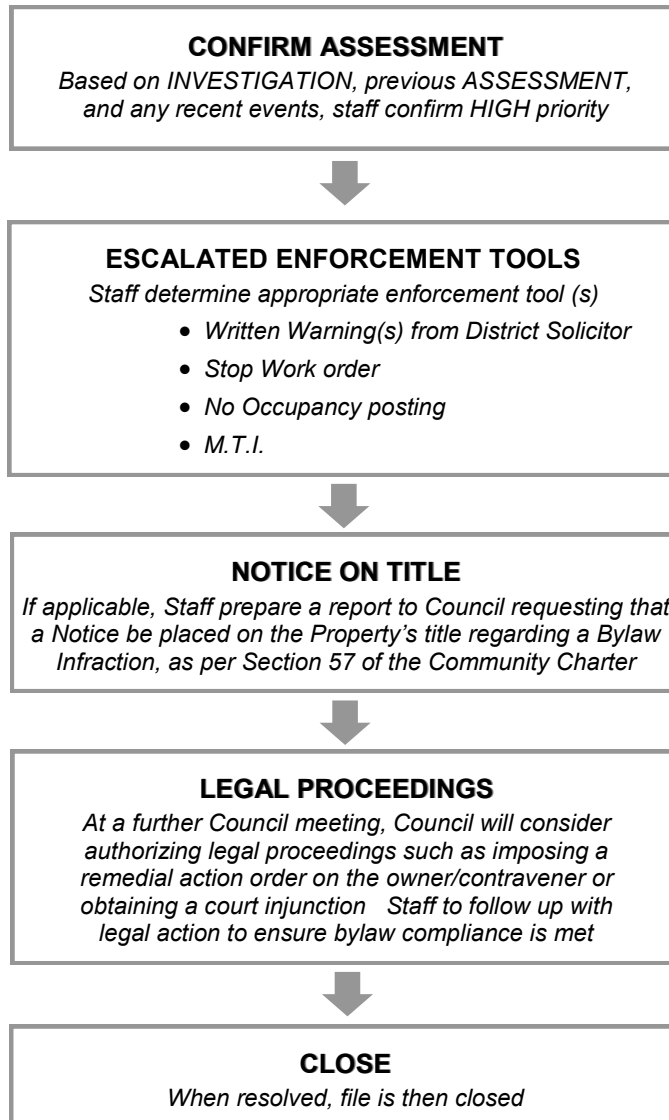 CONFIRM ASSESSMENT
Based on INVESTIGATION, previous ASSESSMENT,
and any recent events, staff confirm HIGH priority
ESCALATED ENFORCEMENT TOOLS
Staff determine appropriate enforcement tool (s)
• Written Warning(s) from District Solicitor
• Stop Work order
• No Occupancy posting
• M.T.I.
NOTICE ON TITLE
If applicable, Staff prepare a report to Council requesting that
a Notice be placed on the Property's title regarding a Bylaw
Infraction, as per Section 57 of the Community Charter
LEGAL PROCEEDINGS
At a further Council meeting, Council will consider
authorizing legal proceedings such as imposing a
remedial action order on the owner/contravener or
obtaining a court injunction   Staff to follow up with
legal action to ensure bylaw compliance is met
CLOSE
When resolved, file is then closed